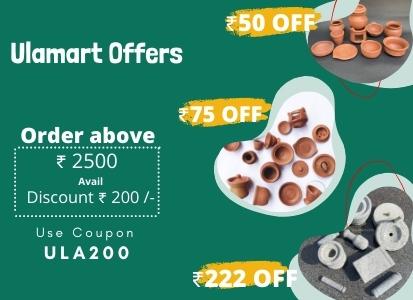 ₹50 OFF
Ulamart Offers
₹75 OFF
Order above
₹ 2500
Avail
Discount ₹ 200 /-
Use Coupon
ULA200
₹222 OFF